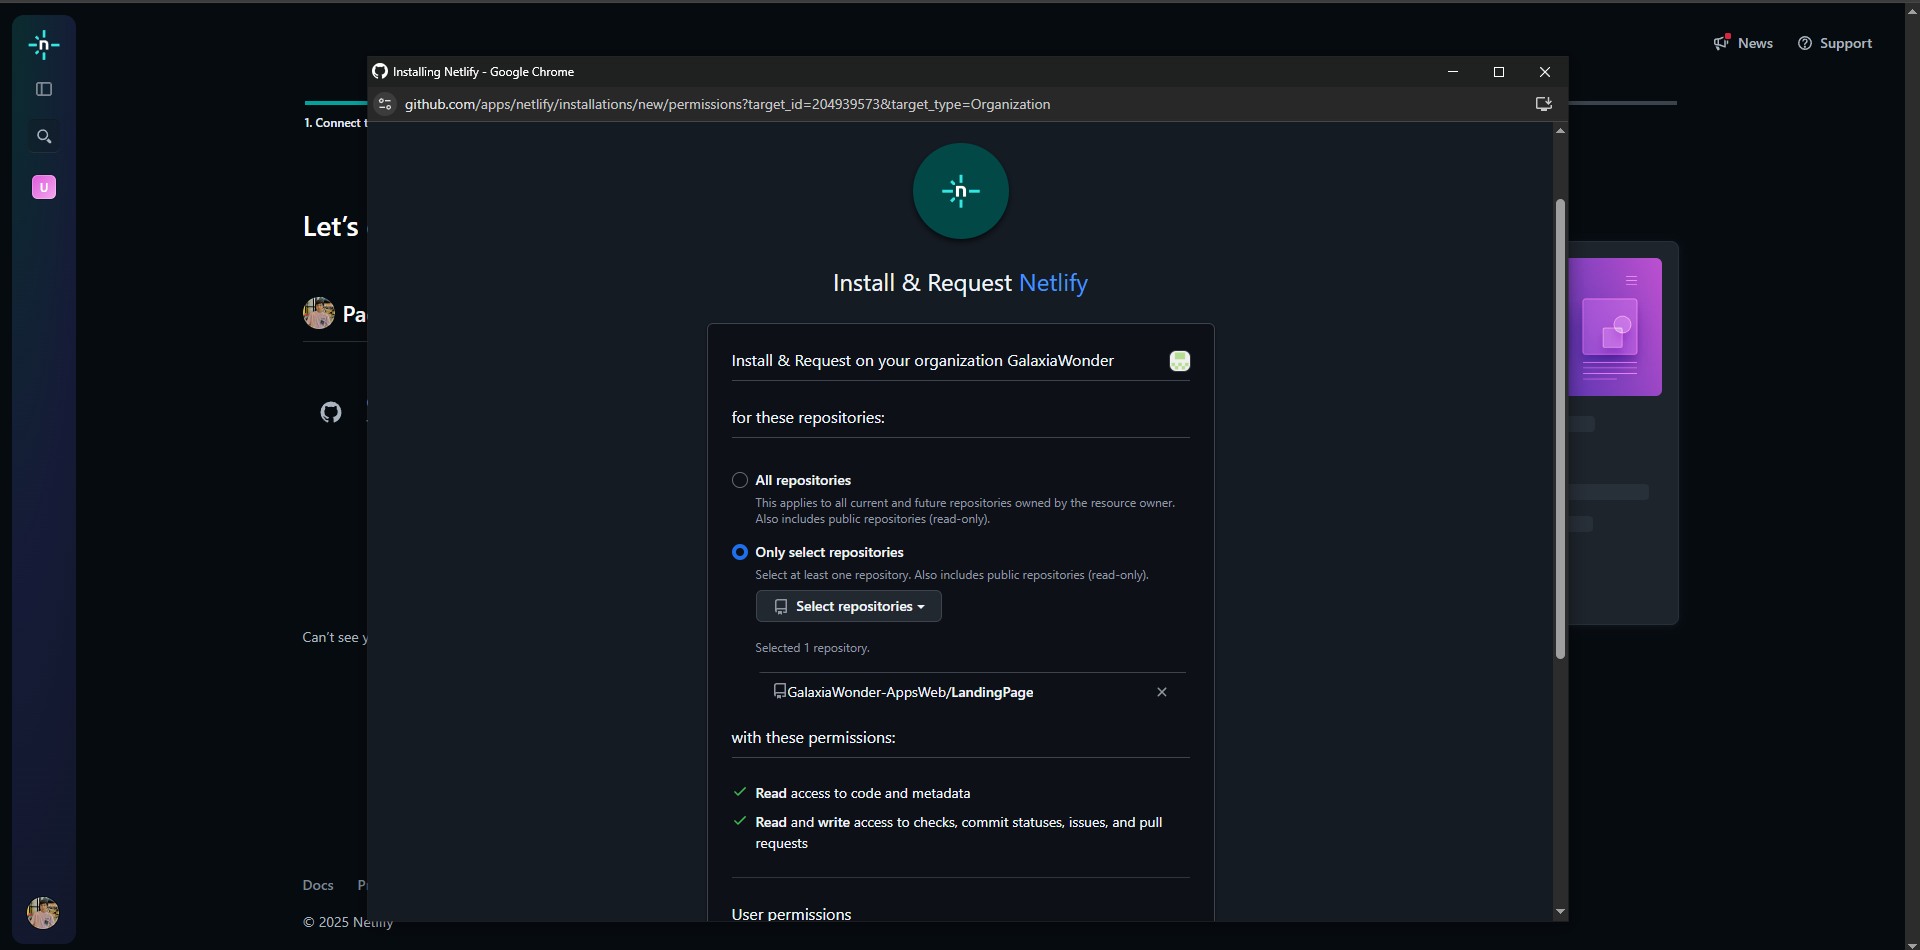 News
Support
Installing Netlify - Google Chrome
github.com/apps/netlify/installations/new/permissions?target_id=204939573&target_type=Organization
1. Connect t
U
Let's
Pa
Install & Request Netlify
Install & Request on your organization GalaxiaWonder
for these repositories:
All repositories
This applies to all current and future repositories owned by the resource owner.
Also includes public repositories (read-only).
Only select repositories
Select at least one repository. Also includes public repositories (read-only).
Select repositories
Selected 1 repository.
GalaxiaWonder-AppsWeb/LandingPage
with these permissions:
Read access to code and metadata
Read and write access to checks, commit statuses, issues, and pull
requests
User permissions
Can't see y
Docs
© 2025 Netlify